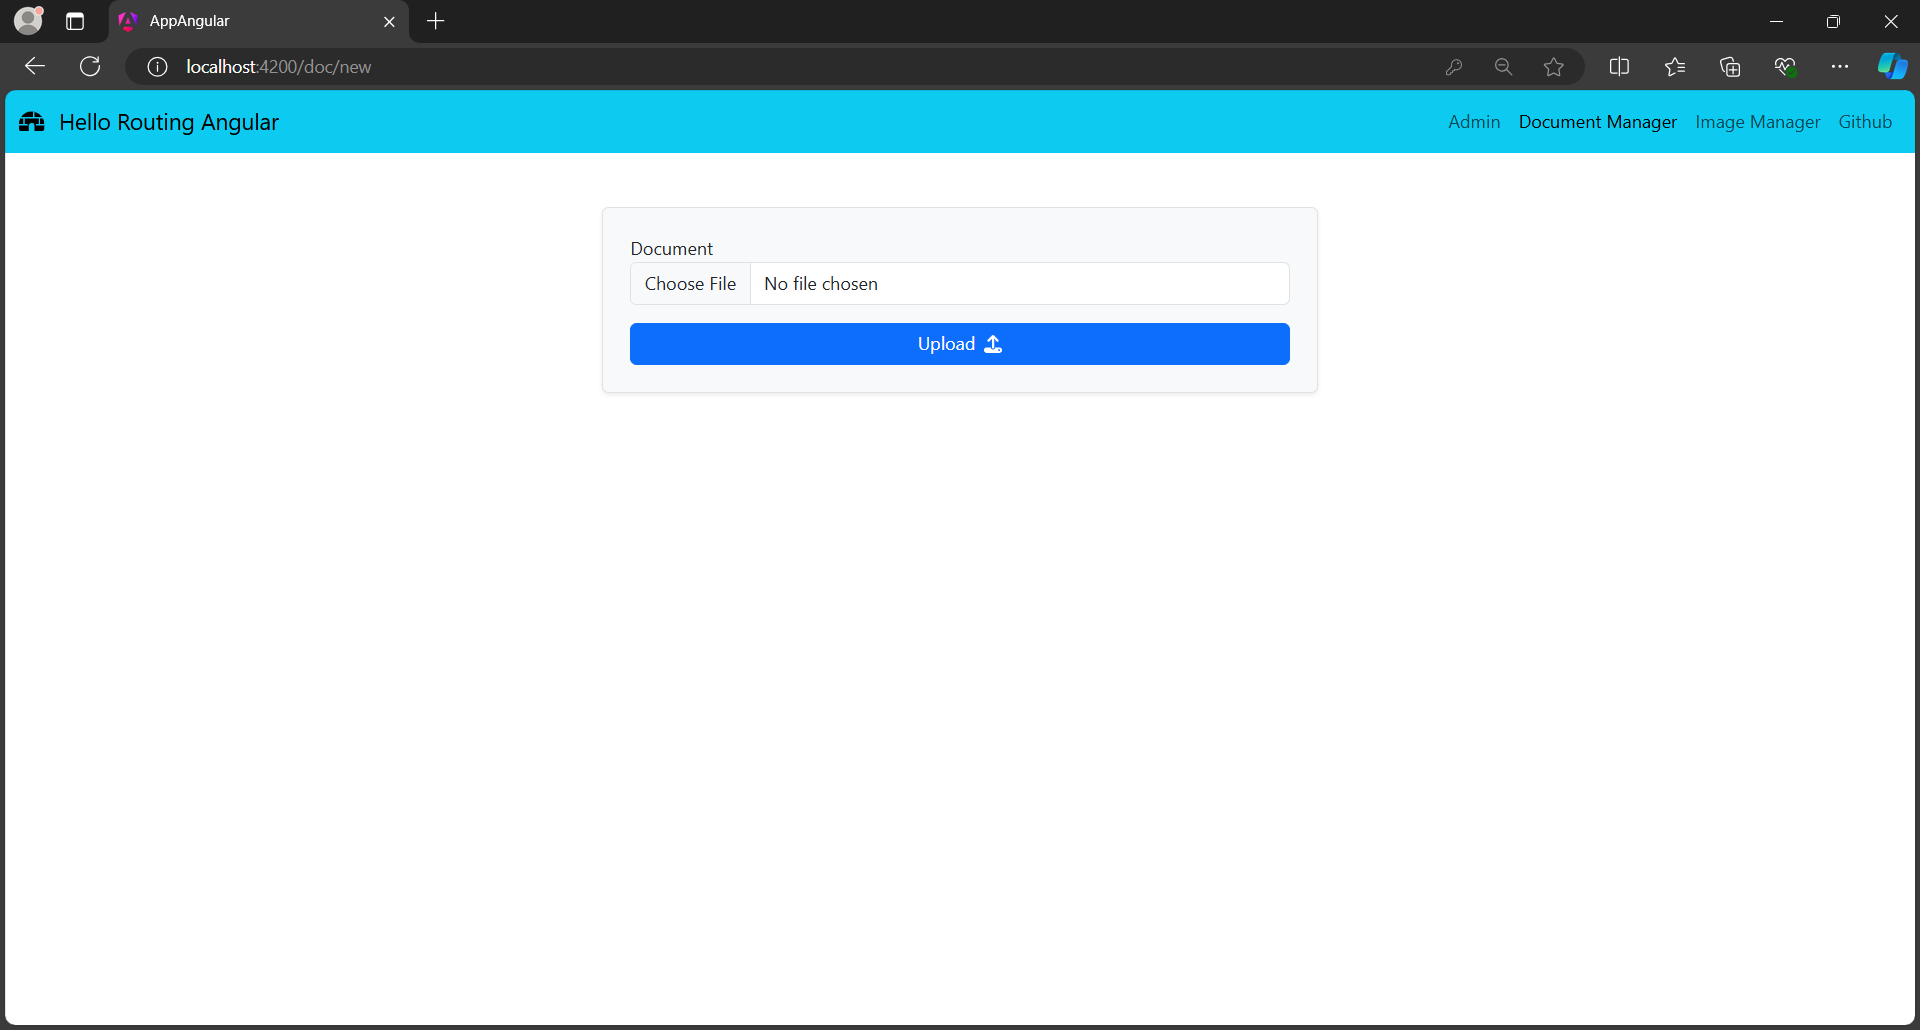 AppAngular
localhost:4200/doc/new
Hello Routing Angular
Admin Document Manager Image Manager Github
Document
Choose File No file chosen
Upload